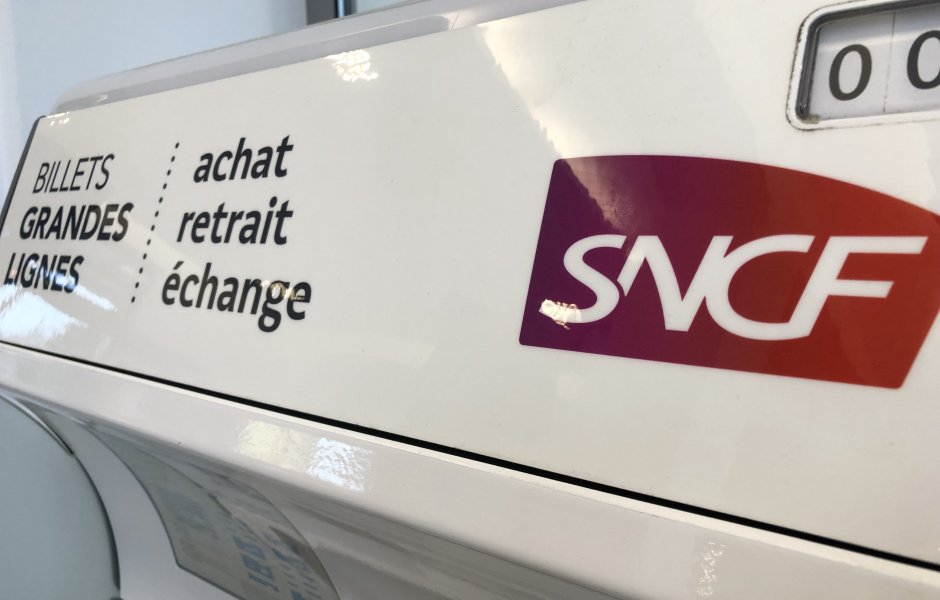 BILLETS
GRANDES
LIGNES
achat
retrait
échange
SNCF
00